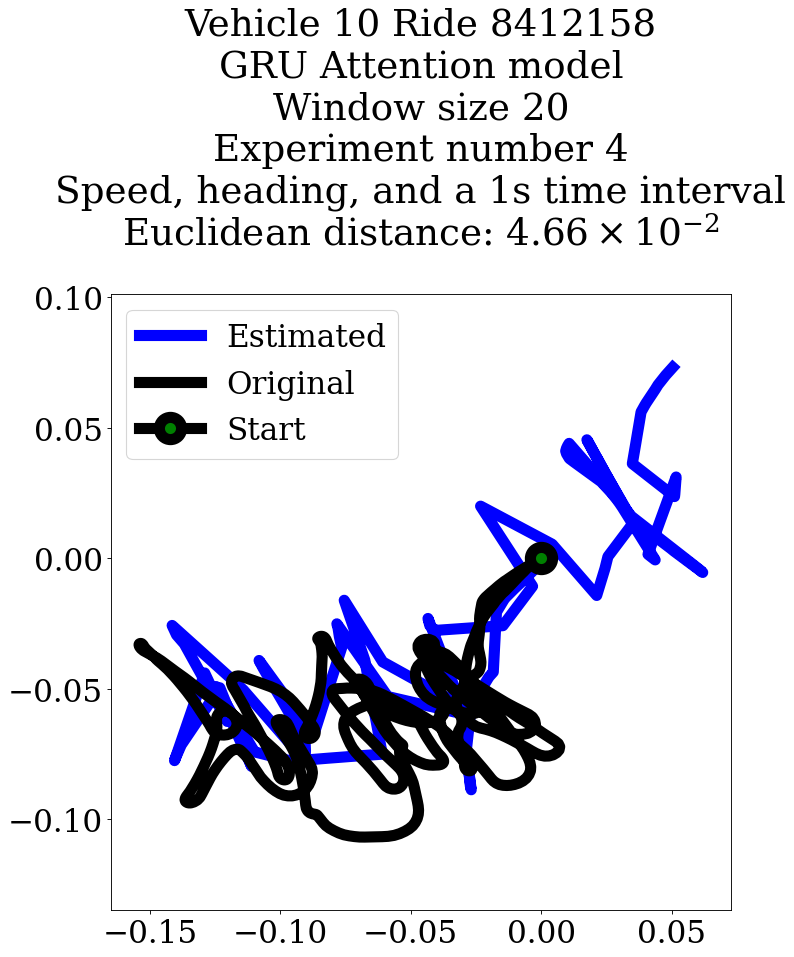 Vehicle 10 Ride 8412158
GRU Attention model
Window size 20
Experiment number 4
Speed, heading, and a 1s time interval
Euclidean distance: 4.66 × 10⁻²
0.10
0.05
0.00
−0.05
−0.10
Estimated
Original
Start
−0.15 −0.10 −0.05 0.00 0.05